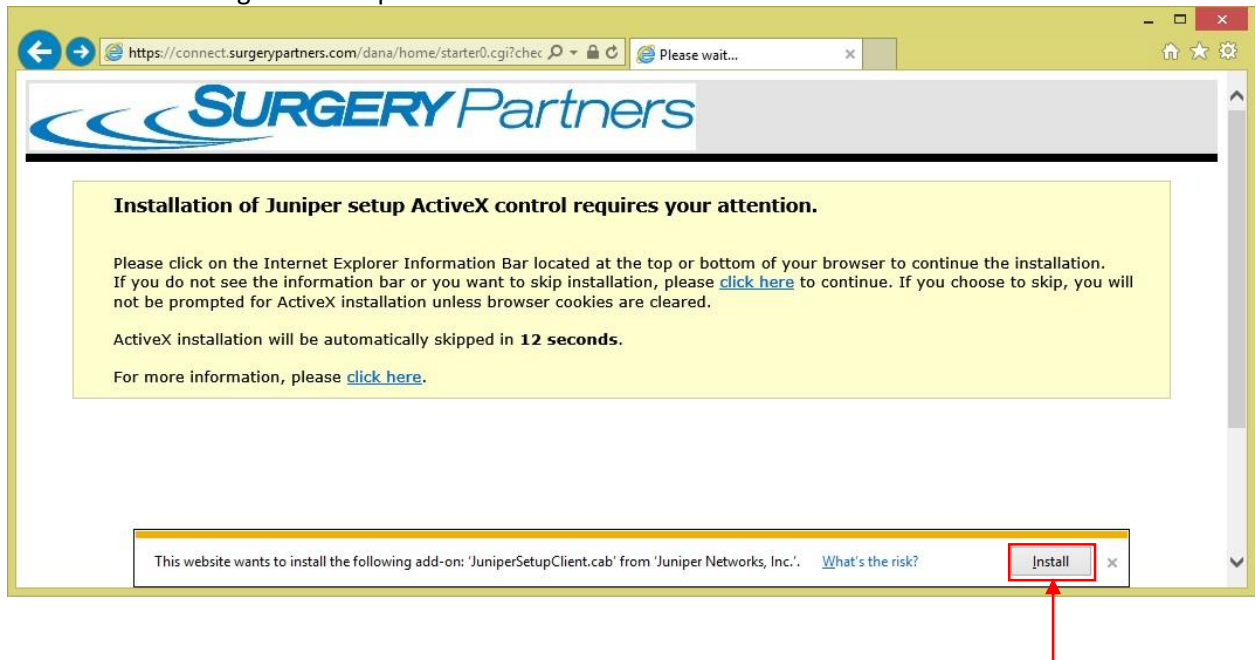 https://connect.surgerypartners.com/dana/home/starter0.cgi?chec
Please wait...
SURGERY Partners
Installation of Juniper setup ActiveX control requires your attention.
Please click on the Internet Explorer Information Bar located at the top or bottom of your browser to continue the installation.
If you do not see the information bar or you want to skip installation, please click here to continue. If you choose to skip, you will
not be prompted for ActiveX installation unless browser cookies are cleared.
ActiveX installation will be automatically skipped in 12 seconds.
For more information, please click here.
This website wants to install the following add-on: 'JuniperSetupClient.cab' from 'Juniper Networks, Inc.'. What's the risk? Install